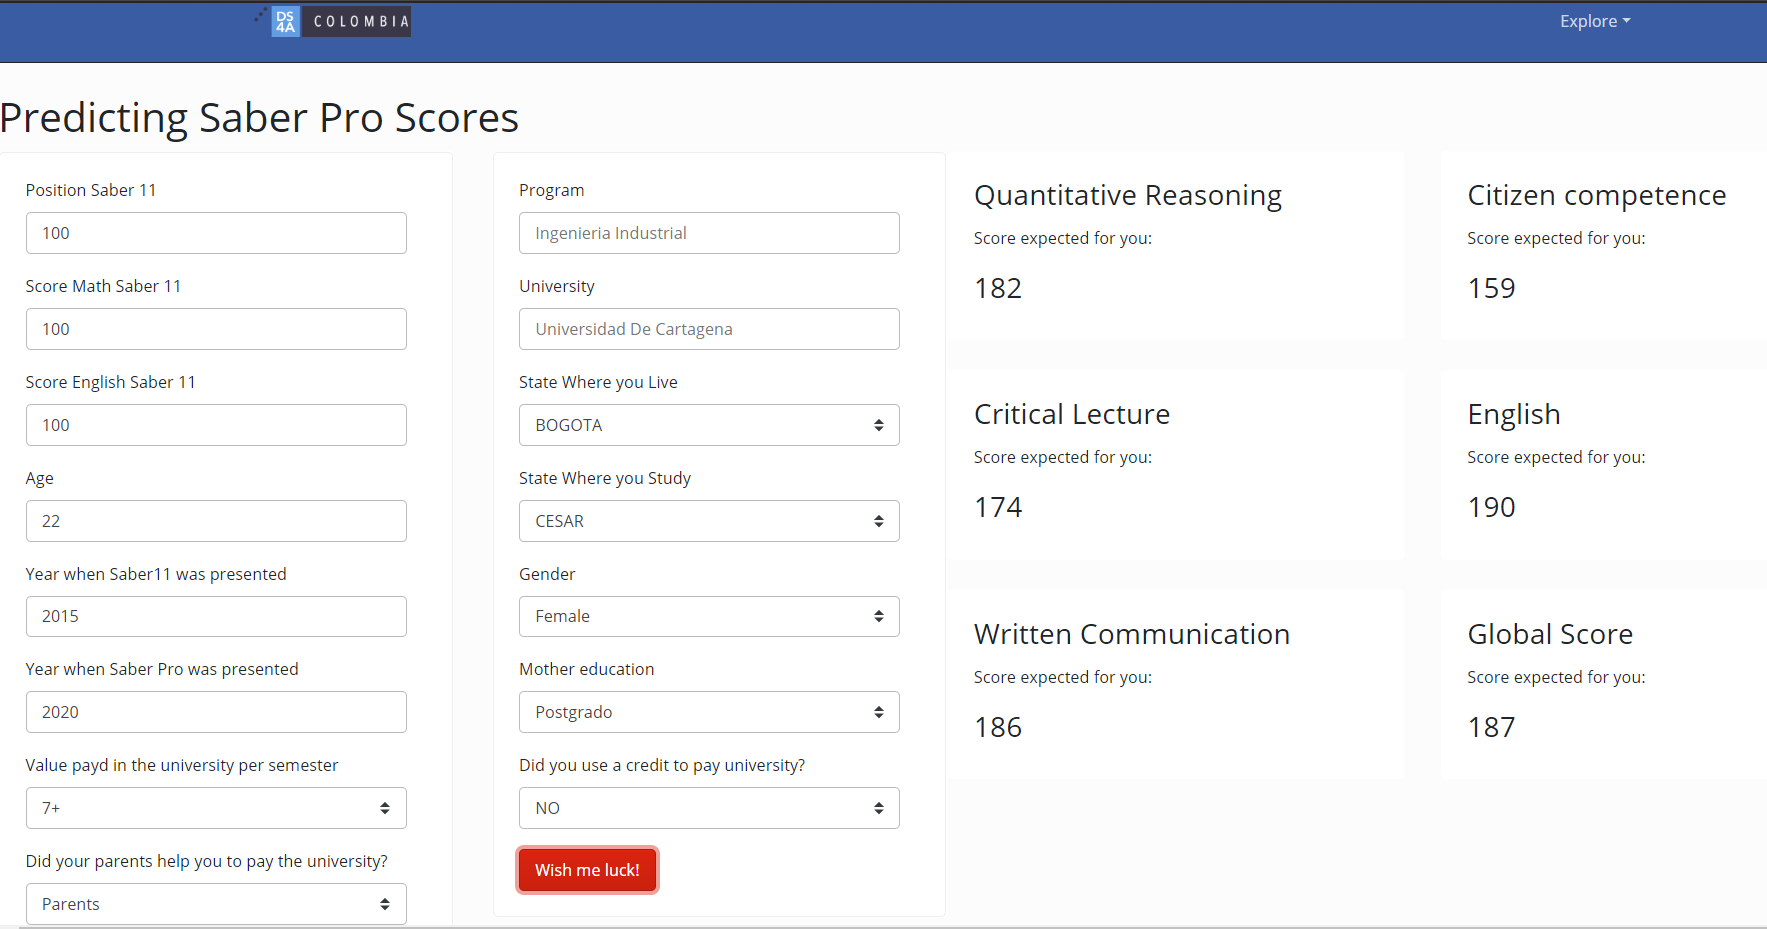 DS
4A
COLOMBIA
Explore
Predicting Saber Pro Scores
Position Saber 11
100
Score Math Saber 11
100
Score English Saber 11
100
Age
22
Year when Saber11 was presented
2015
Year when Saber Pro was presented
2020
Value payd in the university per semester
7+
Did your parents help you to pay the university?
Parents
Program
Ingenieria Industrial
University
Universidad De Cartagena
State Where you Live
BOGOTA
State Where you Study
CESAR
Gender
Female
Mother education
Postgrado
Did you use a credit to pay university?
NO
Wish me luck!
Quantitative Reasoning
Score expected for you:
182
Citizen competence
Score expected for you:
159
Critical Lecture
Score expected for you:
174
English
Score expected for you:
190
Written Communication
Score expected for you:
186
Global Score
Score expected for you:
187